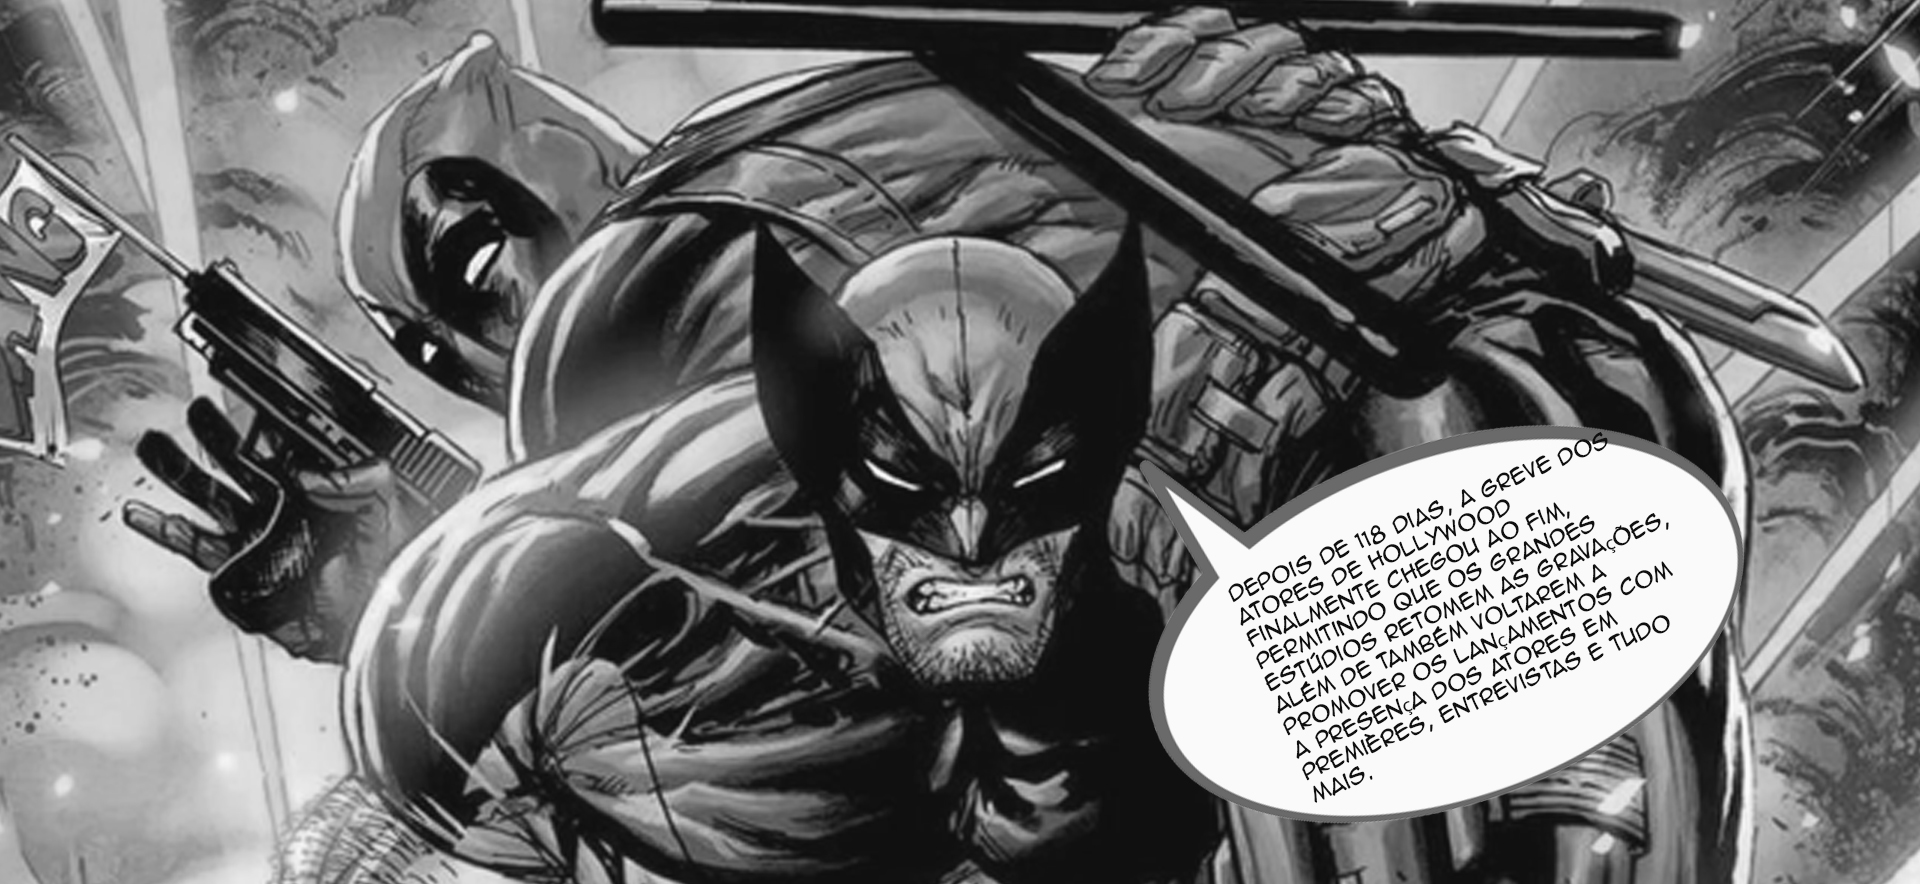 ANG
DEPOIS DE 118 DIAS, A GREVE DOS
ATORES DE HOLLYWOOD
FINALMENTE CHEGOU AO FIM,
PERMITINDO QUE OS GRANDES
ESTÚDIOS RETOMEM AS GRAVAÇÕES,
ALÉM DE TAMBÉM VOLTAREM A
PROMOVER OS LANÇAMENTOS COM
A PRESENÇA DOS ATORES EM
PREMIÈRES, ENTREVISTAS E TUDO
MAIS.